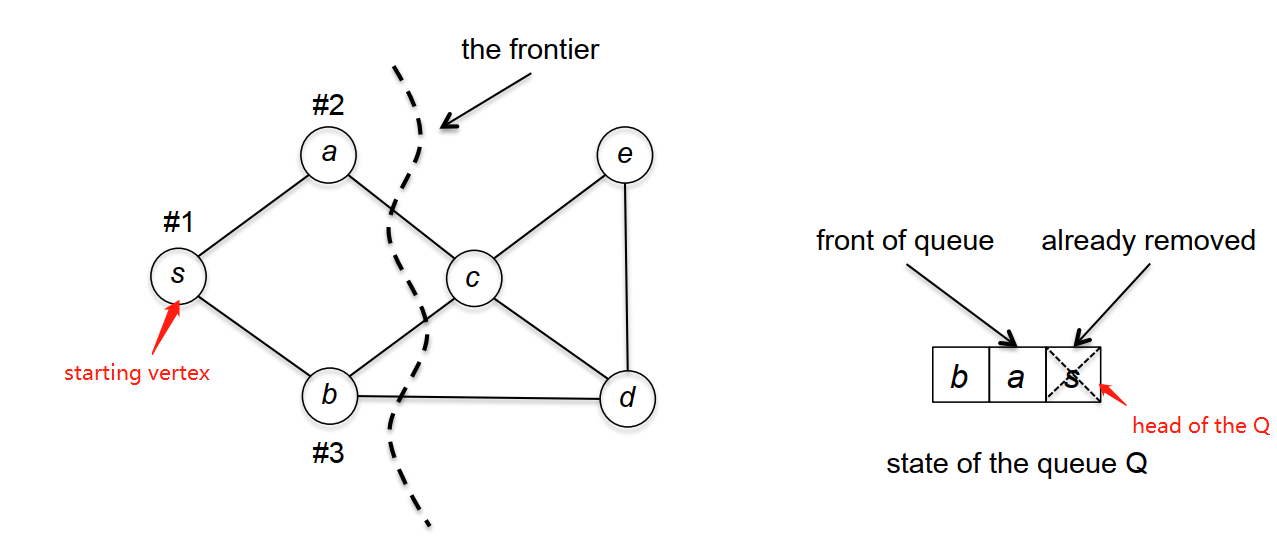 the frontier
#2
a
e
#1
s
c
starting vertex
b
d
#3
front of queue
already removed
b a s
head of the Q
state of the queue Q